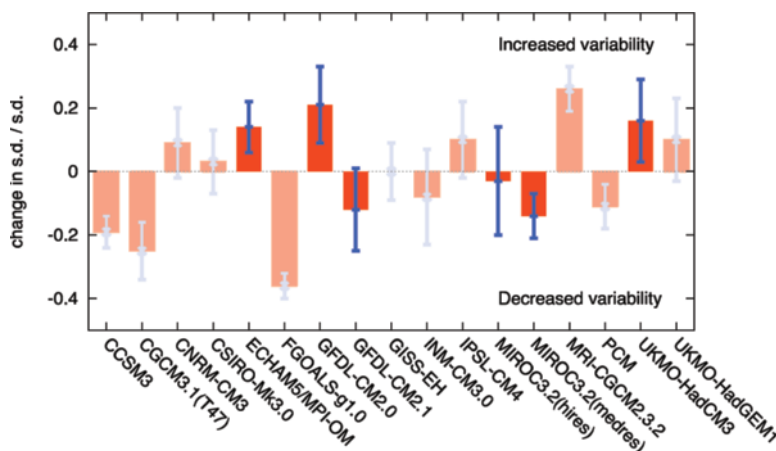 Increased variability
0.4
0.2
0
-0.2
-0.4
change in s.d. / s.d.
Decreased variability
CCSM3
CGCM3.1(T47)
CNRM-CM3
CSIRO-Mk3.0
ECHAM5/MPI-OM
FGOALS-g1.0
GFDL-CM2.0
GFDL-CM2.1
GISS-EH
INM-CM3.0
IPSL-CM4
MIROC3.2(hires)
MIROC3.2(medres)
MRI-CGCM2.3.2
PCM
UKMO-HadCM3
UKMO-HadGEM1